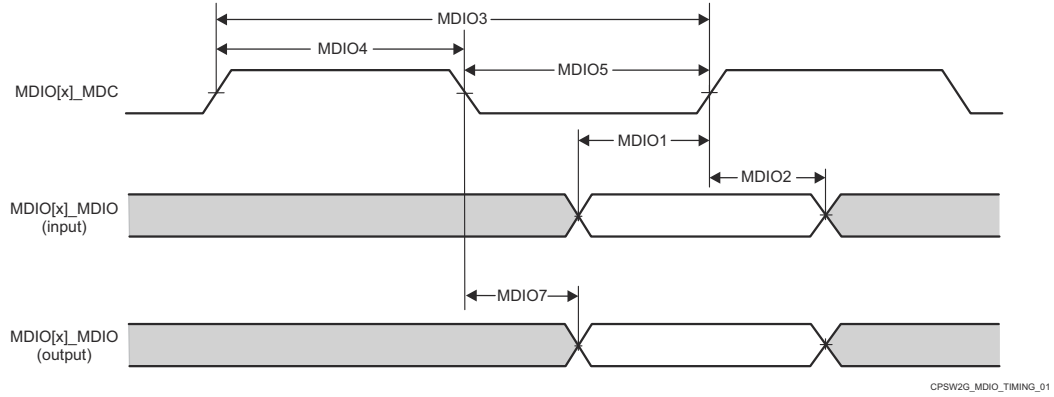 MDIO3
MDIO4
MDIO5
MDIO[x]_MDC
MDIO1
MDIO2
MDIO[x]_MDIO
(input)
MDIO7
MDIO[x]_MDIO
(output)
CPSW2G_MDIO_TIMING_01